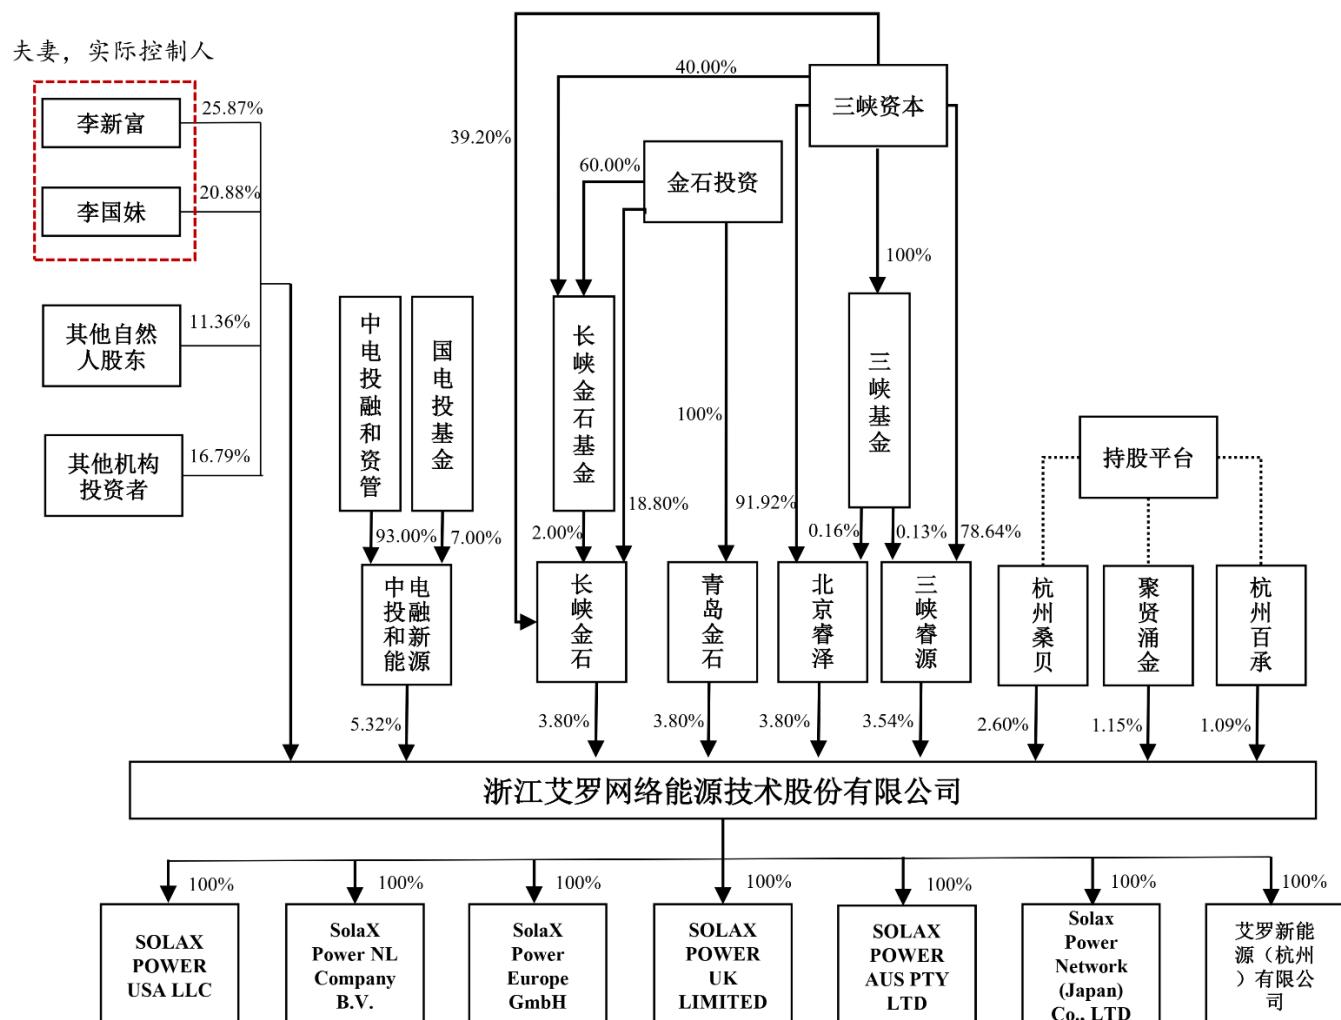 夫妻，实际控制人
李新富
25.87%
李国妹
20.88%
其他自然
人股东
11.36%
其他机构
投资者
16.79%
三峡资本
40.00%
39.20%
金石投资
60.00%
100%
中电投融和资管
国电投基金
长峡金石基金
100%
三峡基金
持股平台
93.00%
7.00%
2.00%
18.80%
91.92%
0.16%
0.13%
78.64%
中电
投融
和新
能源
长峡金石
青岛金石
北京睿泽
三峡睿源
杭州桑贝
聚贤涌金
杭州百承
5.32%
3.80%
3.80%
3.80%
3.54%
2.60%
1.15%
1.09%
浙江艾罗网络能源技术股份有限公司
100%
100%
100%
100%
100%
100%
100%
SOLAX
POWER
USA LLC
SolaX
Power NL
Company
B.V.
SolaX
Power
Europe
GmbH
SOLAX
POWER
UK
LIMITED
SOLAX
POWER
AUS PTY
LTD
Solax
Power
Network
(Japan)
Co., LTD
艾罗新能
源（杭州
）有限公
司